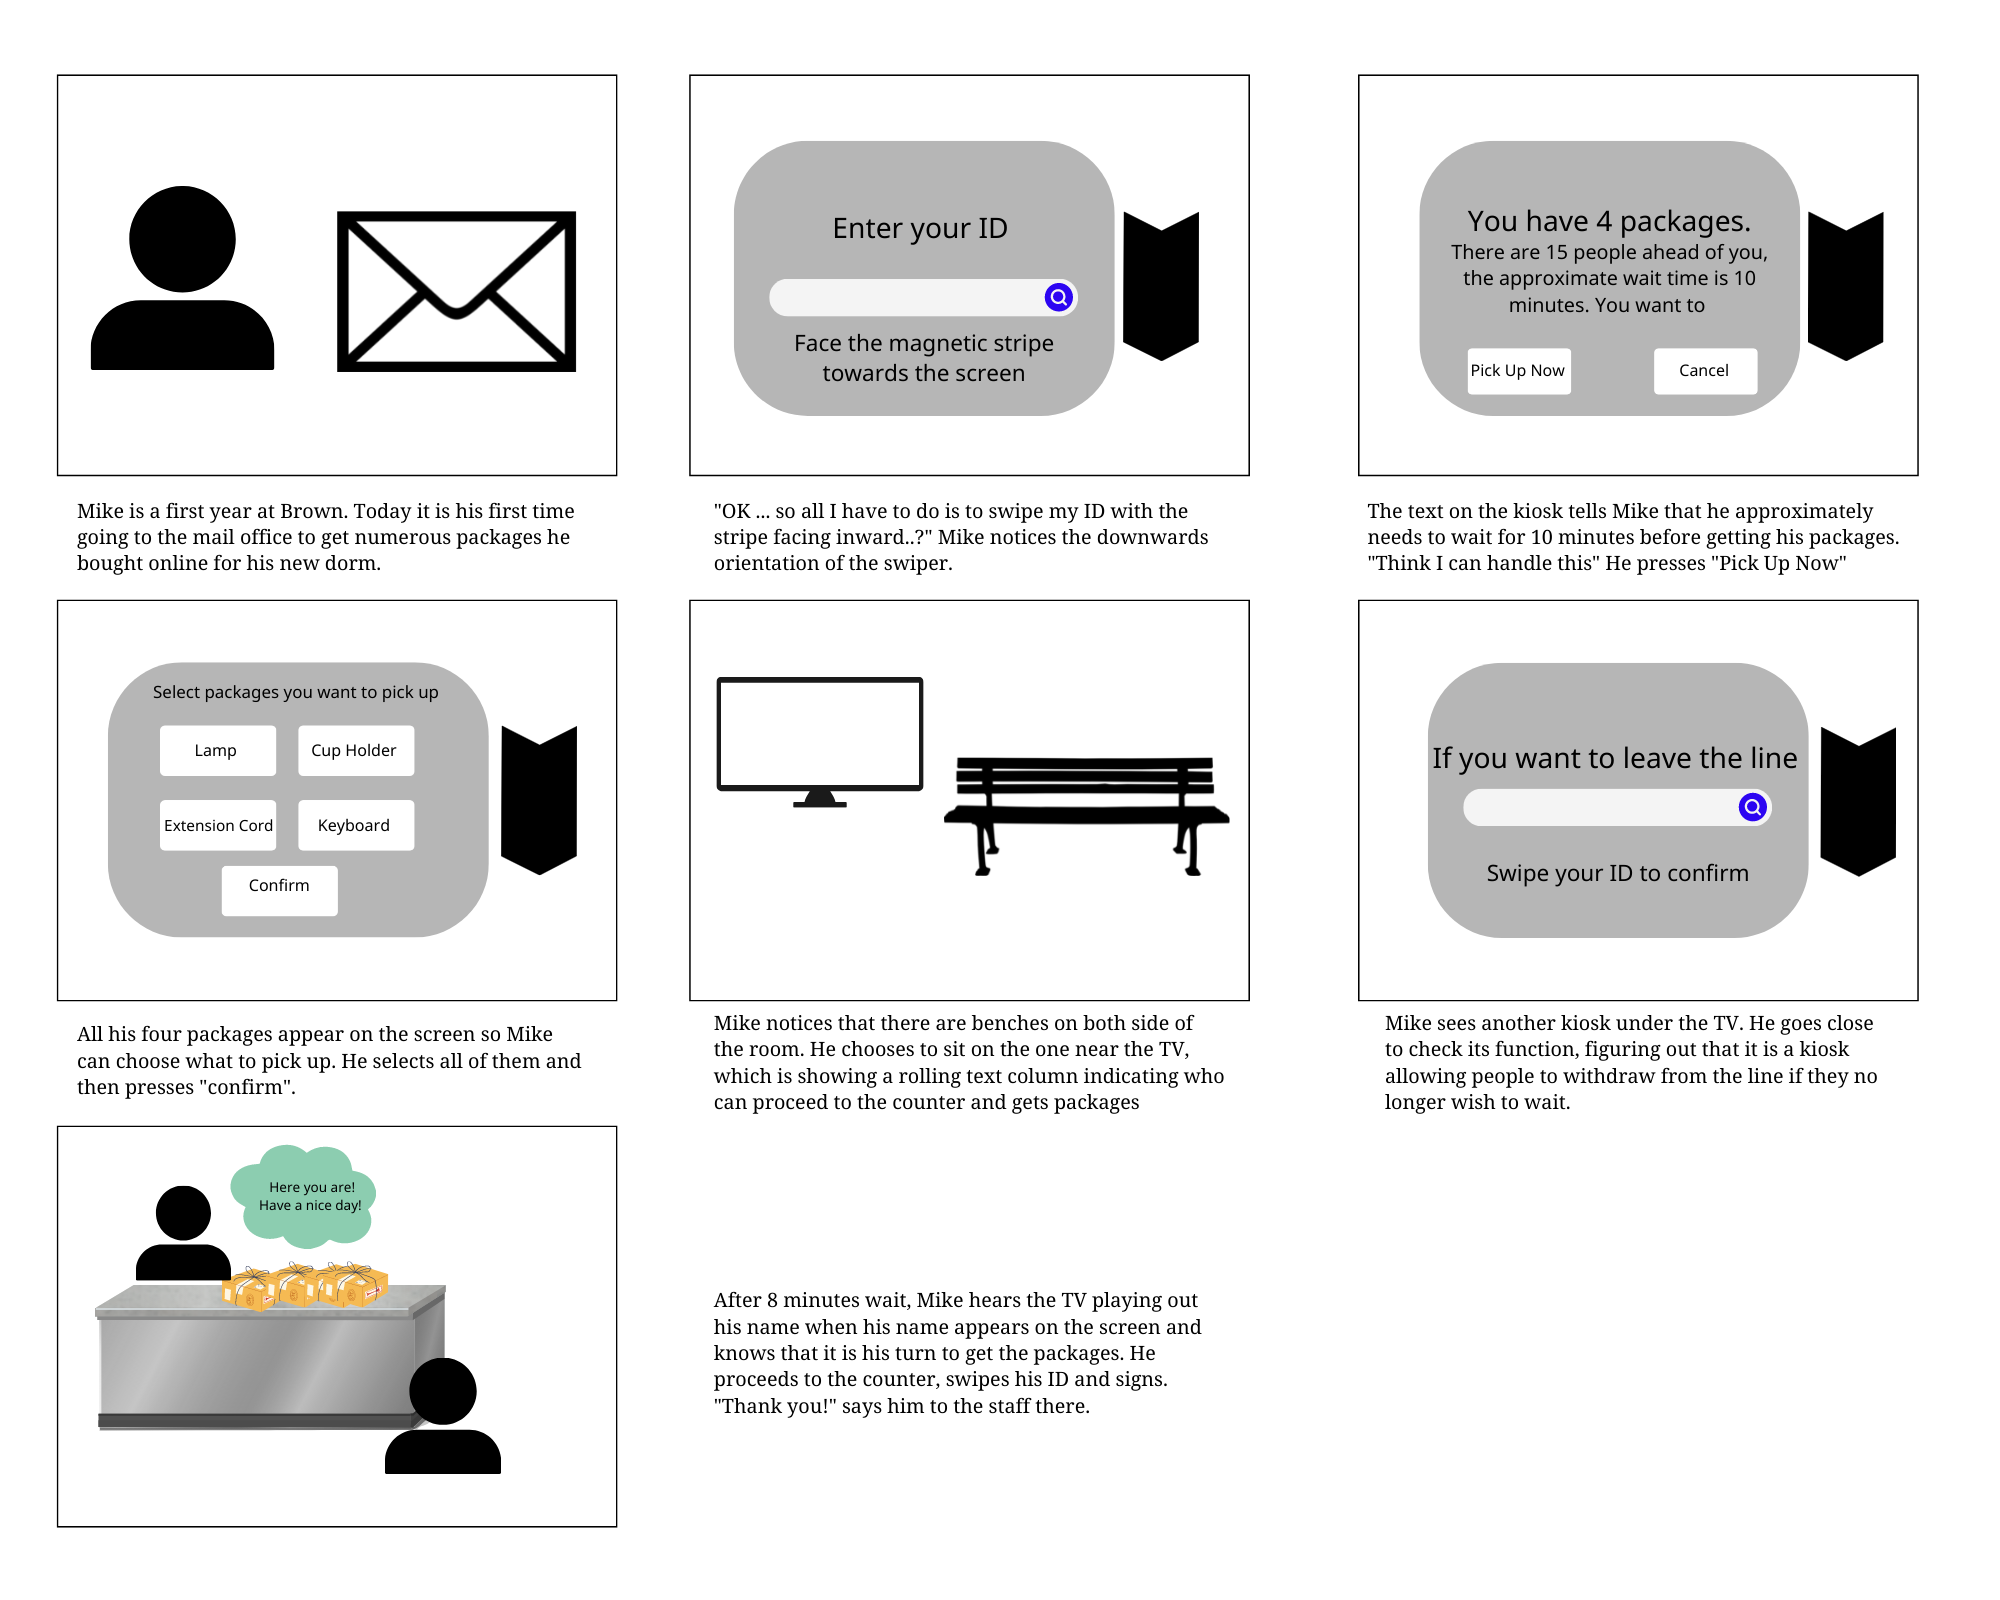 Enter your ID
Face the magnetic stripe
towards the screen
You have 4 packages.
There are 15 people ahead of you,
the approximate wait time is 10
minutes. You want to
Pick Up Now
Cancel
Mike is a first year at Brown. Today it is his first time
going to the mail office to get numerous packages he
bought online for his new dorm.
"OK ... so all I have to do is to swipe my ID with the
stripe facing inward..?" Mike notices the downwards
orientation of the swiper.
The text on the kiosk tells Mike that he approximately
needs to wait for 10 minutes before getting his packages.
"Think I can handle this" He presses "Pick Up Now"
Select packages you want to pick up
Lamp
Cup Holder
Extension Cord
Keyboard
Confirm
If you want to leave the line
Swipe your ID to confirm
All his four packages appear on the screen so Mike
can choose what to pick up. He selects all of them and
then presses "confirm".
Mike notices that there are benches on both side of
the room. He chooses to sit on the one near the TV,
which is showing a rolling text column indicating who
can proceed to the counter and gets packages
Mike sees another kiosk under the TV. He goes close
to check its function, figuring out that it is a kiosk
allowing people to withdraw from the line if they no
longer wish to wait.
Here you are!
Have a nice day!
After 8 minutes wait, Mike hears the TV playing out
his name when his name appears on the screen and
knows that it is his turn to get the packages. He
proceeds to the counter, swipes his ID and signs.
"Thank you!" says him to the staff there.